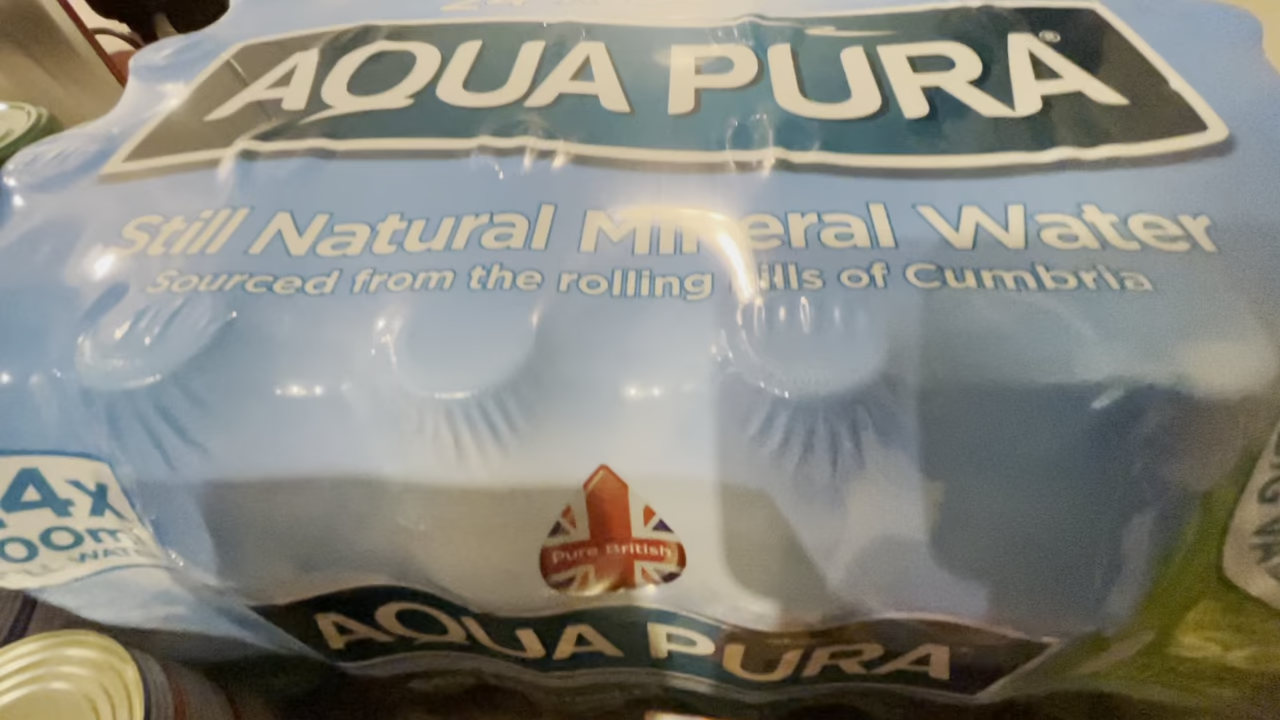 AQUA PURA®
Still Natural Mineral Water
Sourced from the rolling hills of Cumbria
4x
00m
WAT
Pure British
AQUA PURA